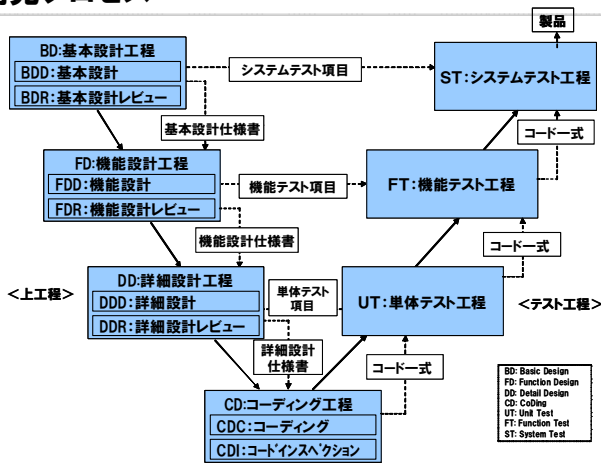 製品
BD:基本設計工程
BDD:基本設計
BDR:基本設計レビュー
システムテスト項目
ST:システムテスト工程
基本設計仕様書
コード一式
FD:機能設計工程
FDD:機能設計
FDR:機能設計レビュー
機能テスト項目
FT:機能テスト工程
機能設計仕様書
コード一式
<上工程>
DD:詳細設計工程
DDD:詳細設計
DDR:詳細設計レビュー
単体テスト
項目
UT:単体テスト工程
<テスト工程>
詳細設計
仕様書
コード一式
CD:コーディング工程
CDC:コーディング
CDI:コードインスペクション
BD: Basic Design
FD: Function Design
DD: Detail Design
CD: CoDing
UT: Unit Test
FT: Function Test
ST: System Test